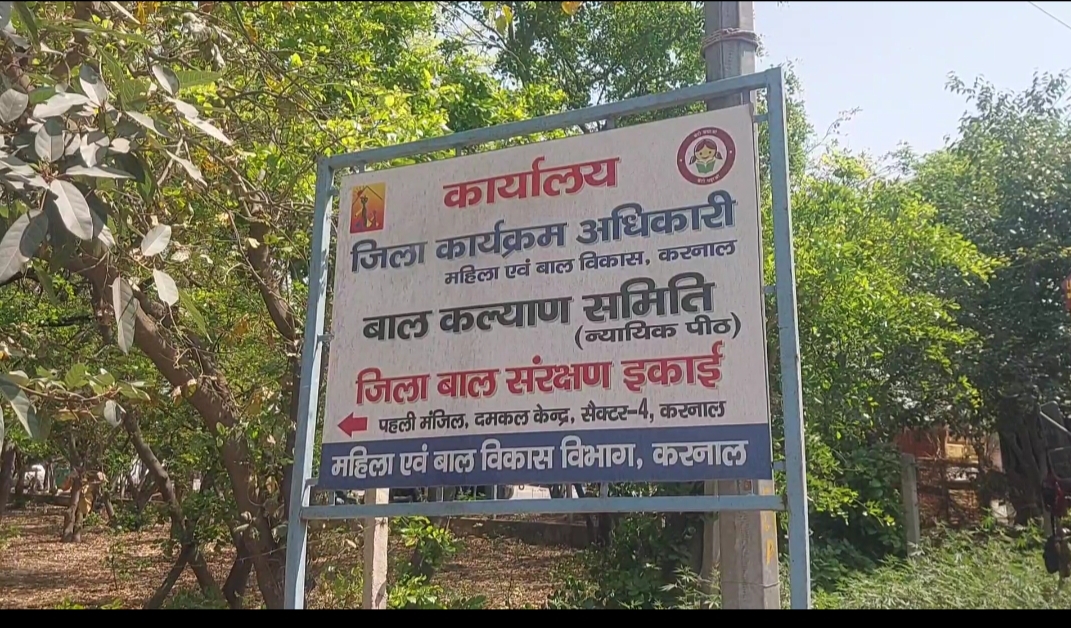 कार्यालय
जिला कार्यक्रम अधिकारी
महिला एवं बाल विकास, करनाल
बाल कल्याण समिति
(न्यायिक पीठ)
जिला बाल संरक्षण इकाई
पहली मंजिल, दमकल केन्द्र, सैक्टर-4, करनाल
महिला एवं बाल विकास विभाग, करनाल